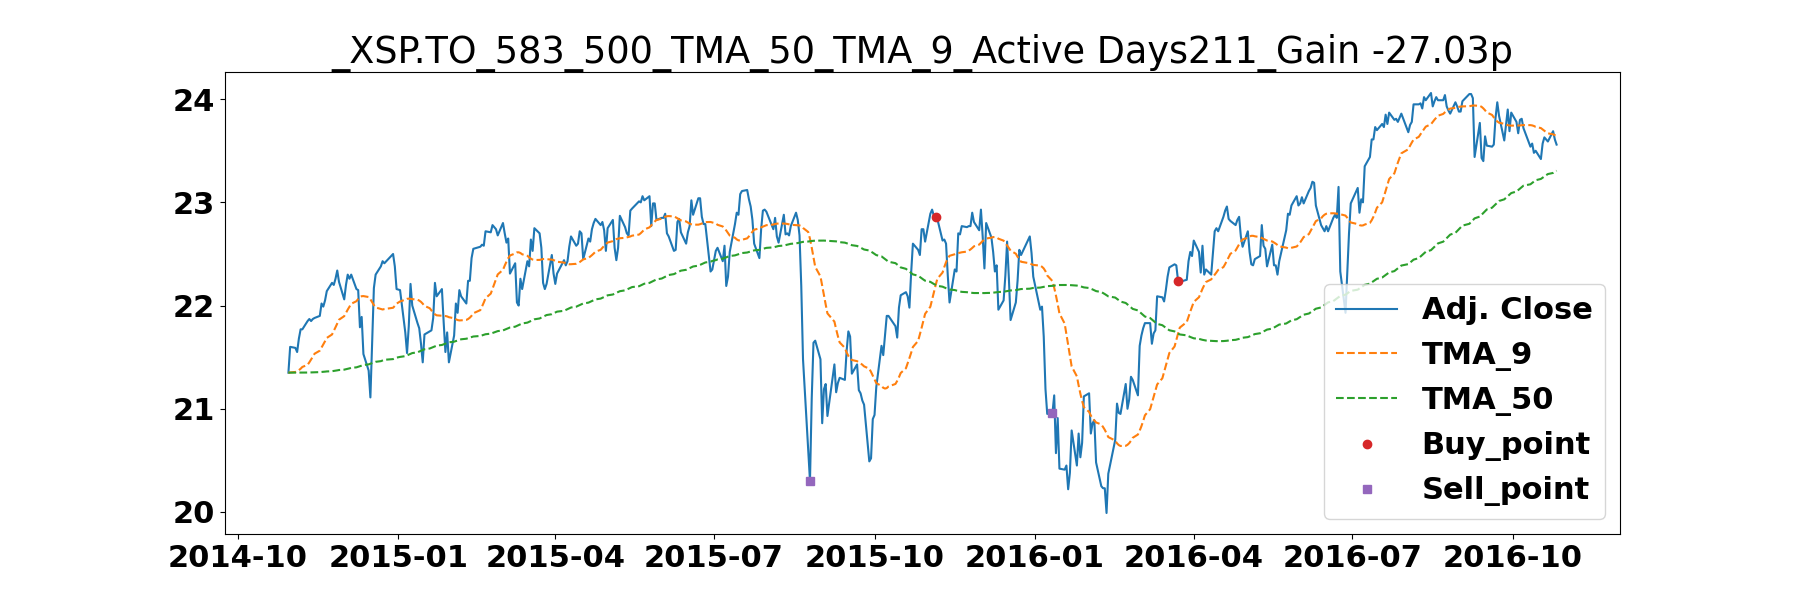 _XSP.TO_583_500_TMA_50_TMA_9_Active Days211_Gain -27.03p
24
23
22
21
20
Adj. Close
TMA_9
TMA_50
Buy_point
Sell_point
2014-10 2015-01 2015-04 2015-07 2015-10 2016-01 2016-04 2016-07 2016-10